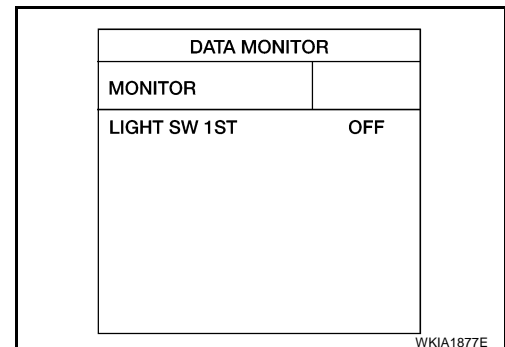 DATA MONITOR
MONITOR
LIGHT SW 1ST OFF
WKIA1877E